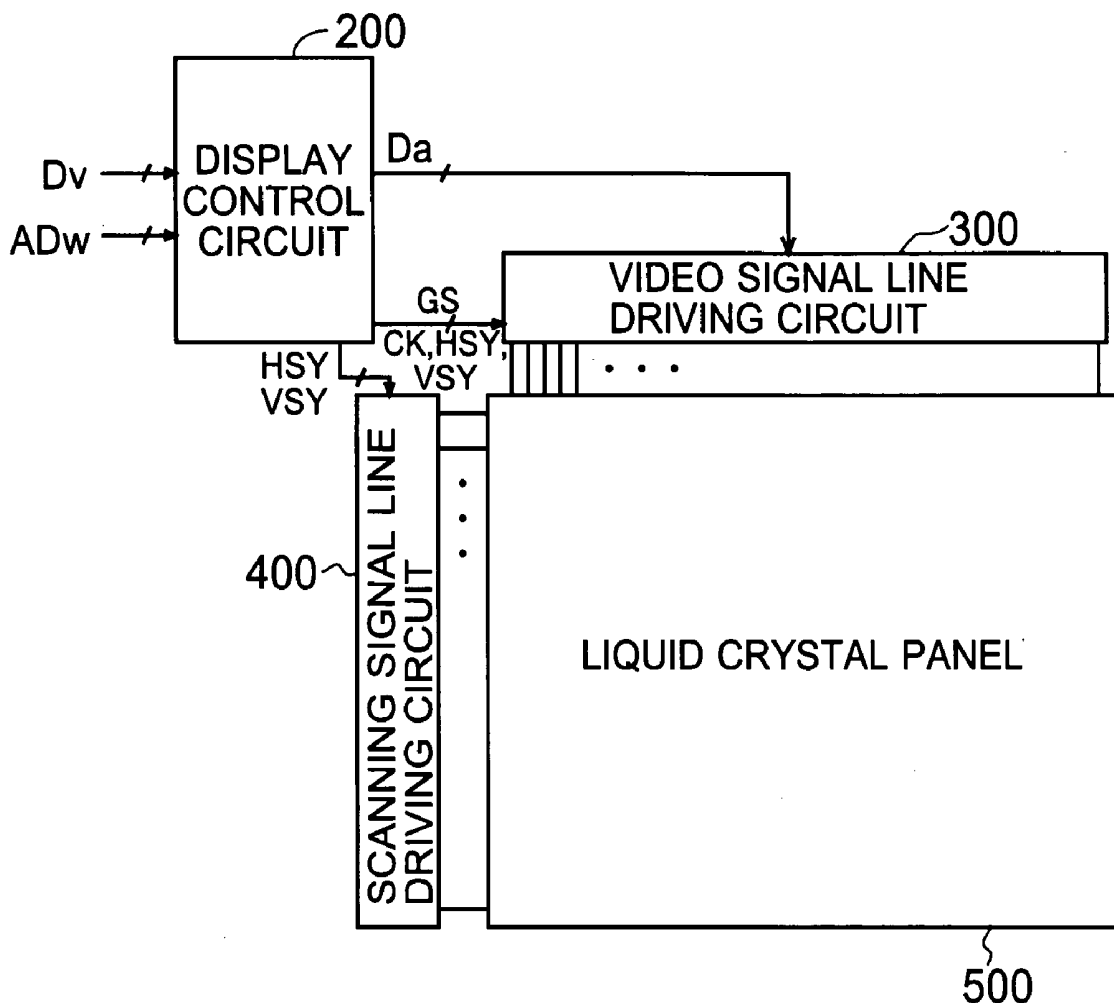 200
DISPLAY
CONTROL
CIRCUIT
Dv
ADw
Da
300
VIDEO SIGNAL LINE
DRIVING CIRCUIT
GS
CK,HSY,
VSY
HSY
VSY
400
SCANNING SIGNAL LINE
DRIVING CIRCUIT
LIQUID CRYSTAL PANEL
500